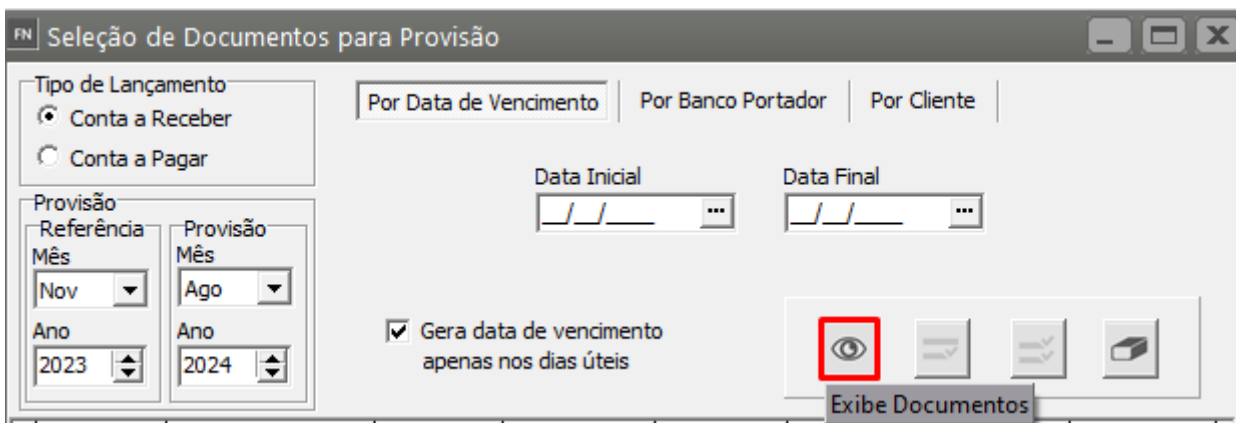 FN Seleção de Documentos para Provisão
Tipo de Lançamento
Conta a Receber
Conta a Pagar
Por Data de Vencimento Por Banco Portador Por Cliente
Data Inicial Data Final
__/__/____ ... __/__/____ ...
Provisão
Referência Provisão
Mês Mês
Nov Ago
Ano Ano
2023 2024
Gera data de vencimento
apenas nos dias úteis
Exibe Documentos